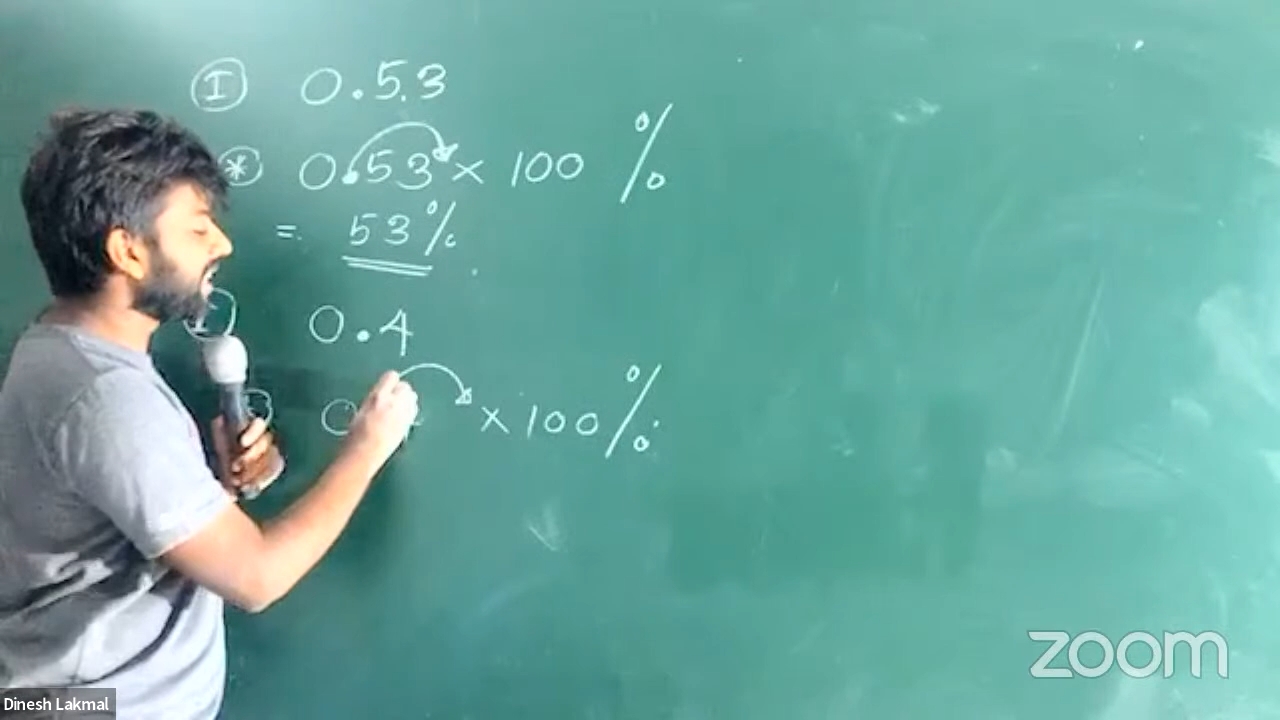 I 0.53
* 0.53 × 100 %
= 53%
0.4
× 100 %
zoom
Dinesh Lakmal